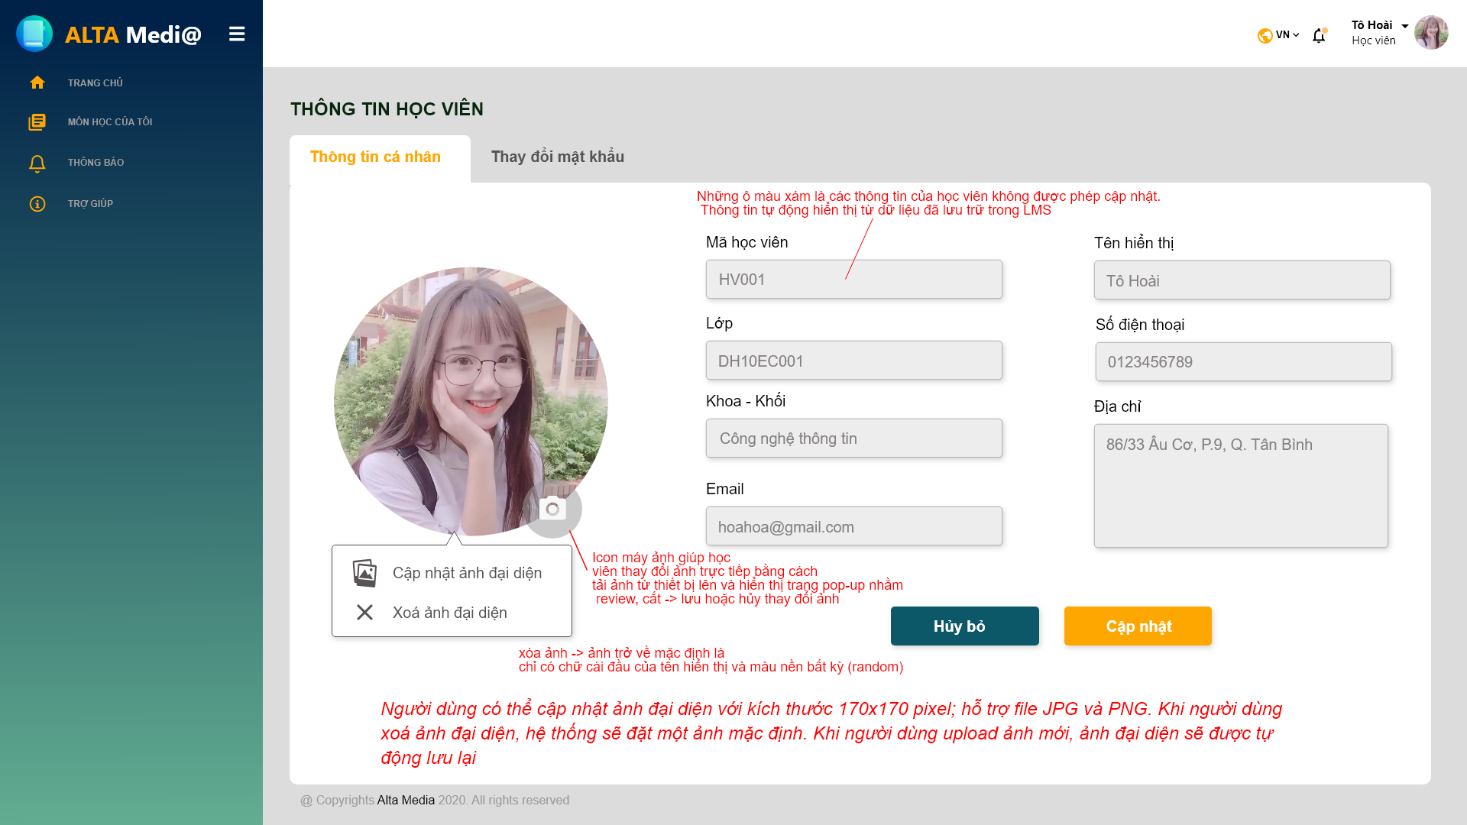 ALTA Medi@
VN
Tô Hoài
Học viên
TRANG CHỦ
MÔN HỌC CỦA TÔI
THÔNG BÁO
TRỢ GIÚP
THÔNG TIN HỌC VIÊN
Thông tin cá nhân
Thay đổi mật khẩu
Những ô màu xám là các thông tin của học viên không được phép cập nhật.
Thông tin tự động hiển thị từ dữ liệu đã lưu trữ trong LMS
Mã học viên
HV001
Tên hiển thị
Tô Hoài
Lớp
DH10EC001
Số điện thoại
0123456789
Khoa - Khối
Công nghệ thông tin
Địa chỉ
86/33 Âu Cơ, P.9, Q. Tân Bình
Email
hoahoa@gmail.com
Cập nhật ảnh đại diện
Xoá ảnh đại diện
Icon máy ảnh giúp học
viên thay đổi ảnh trực tiếp bằng cách
tải ảnh từ thiết bị lên và hiển thị trang pop-up nhằm
review, cắt -> lưu hoặc hủy thay đổi ảnh
Hủy bỏ
Cập nhật
xóa ảnh -> ảnh trở về mặc định là
chỉ có chữ cái đầu của tên hiển thị và màu nền bất kỳ (random)
Người dùng có thể cập nhật ảnh đại diện với kích thước 170x170 pixel; hỗ trợ file JPG và PNG. Khi người dùng
xoá ảnh đại diện, hệ thống sẽ đặt một ảnh mặc định. Khi người dùng upload ảnh mới, ảnh đại diện sẽ được tự
động lưu lại
@ Copyrights Alta Media 2020. All rights reserved